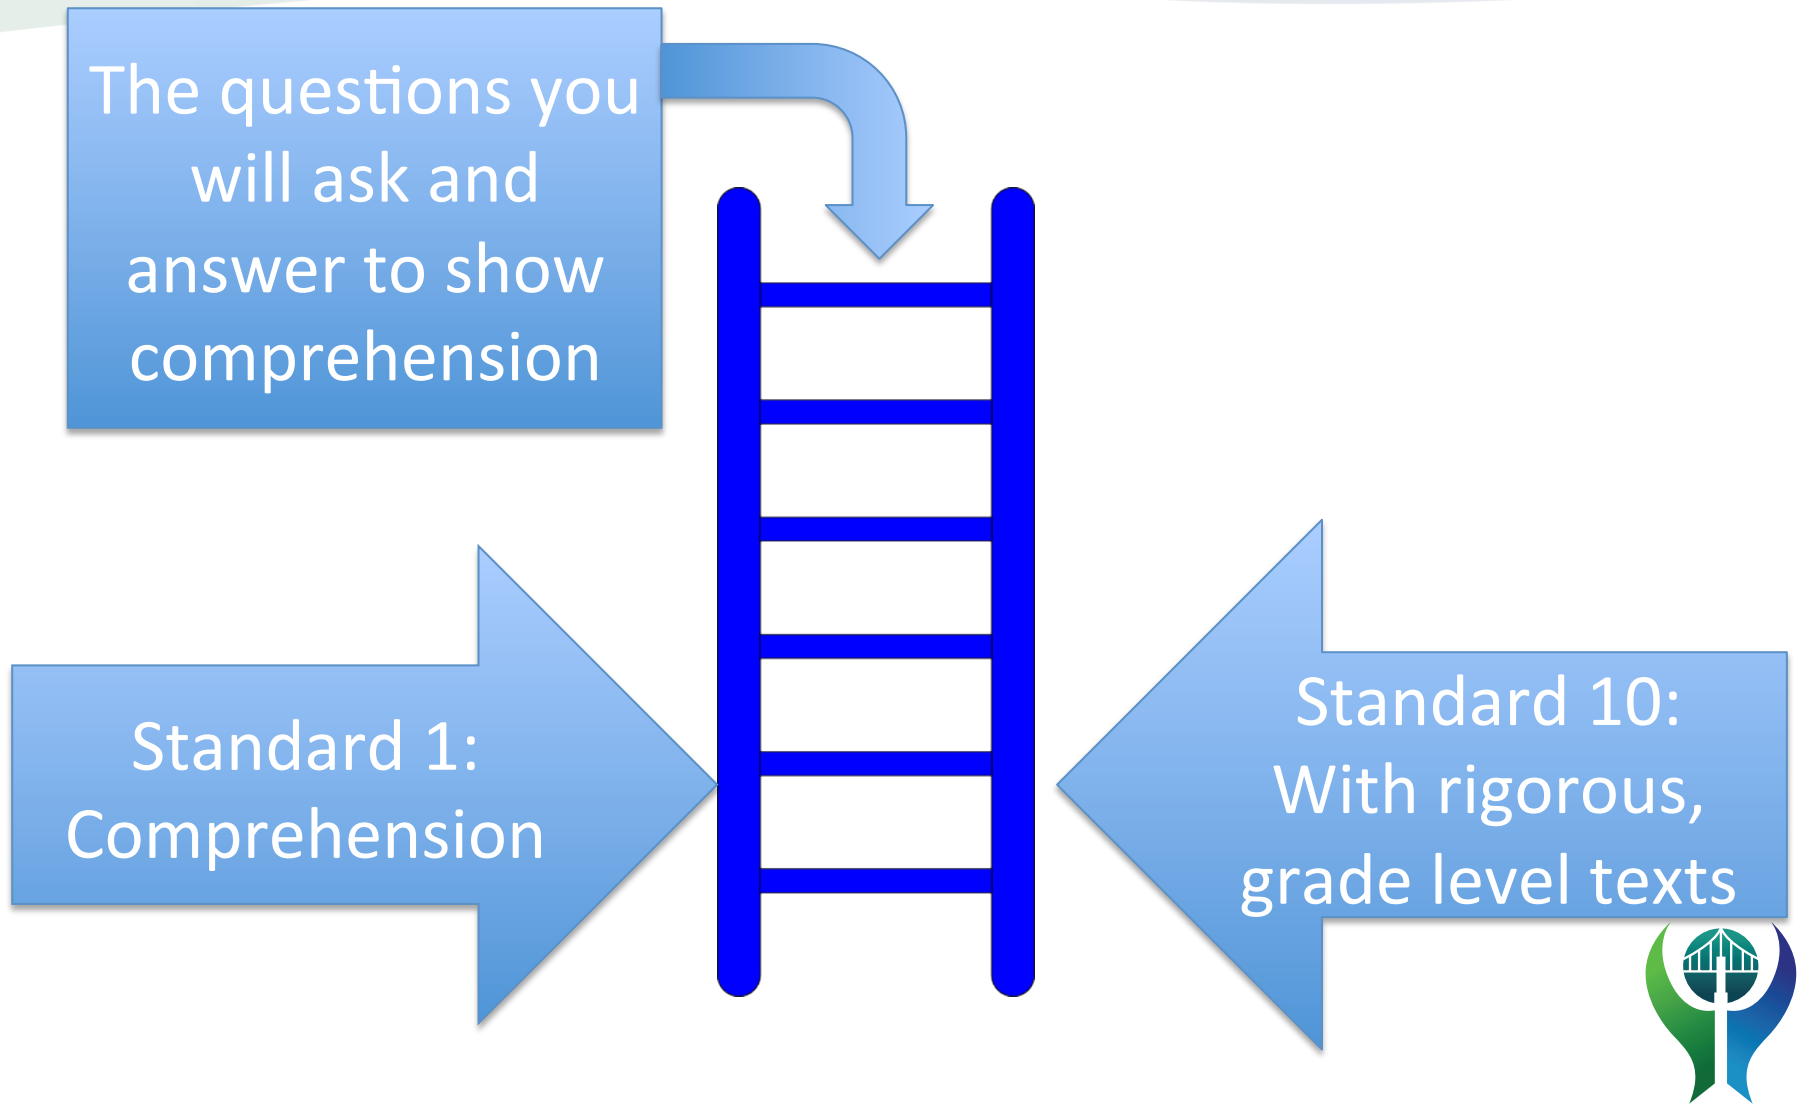 The questions you
will ask and
answer to show
comprehension
Standard 1:
Comprehension
Standard 10:
With rigorous,
grade level texts